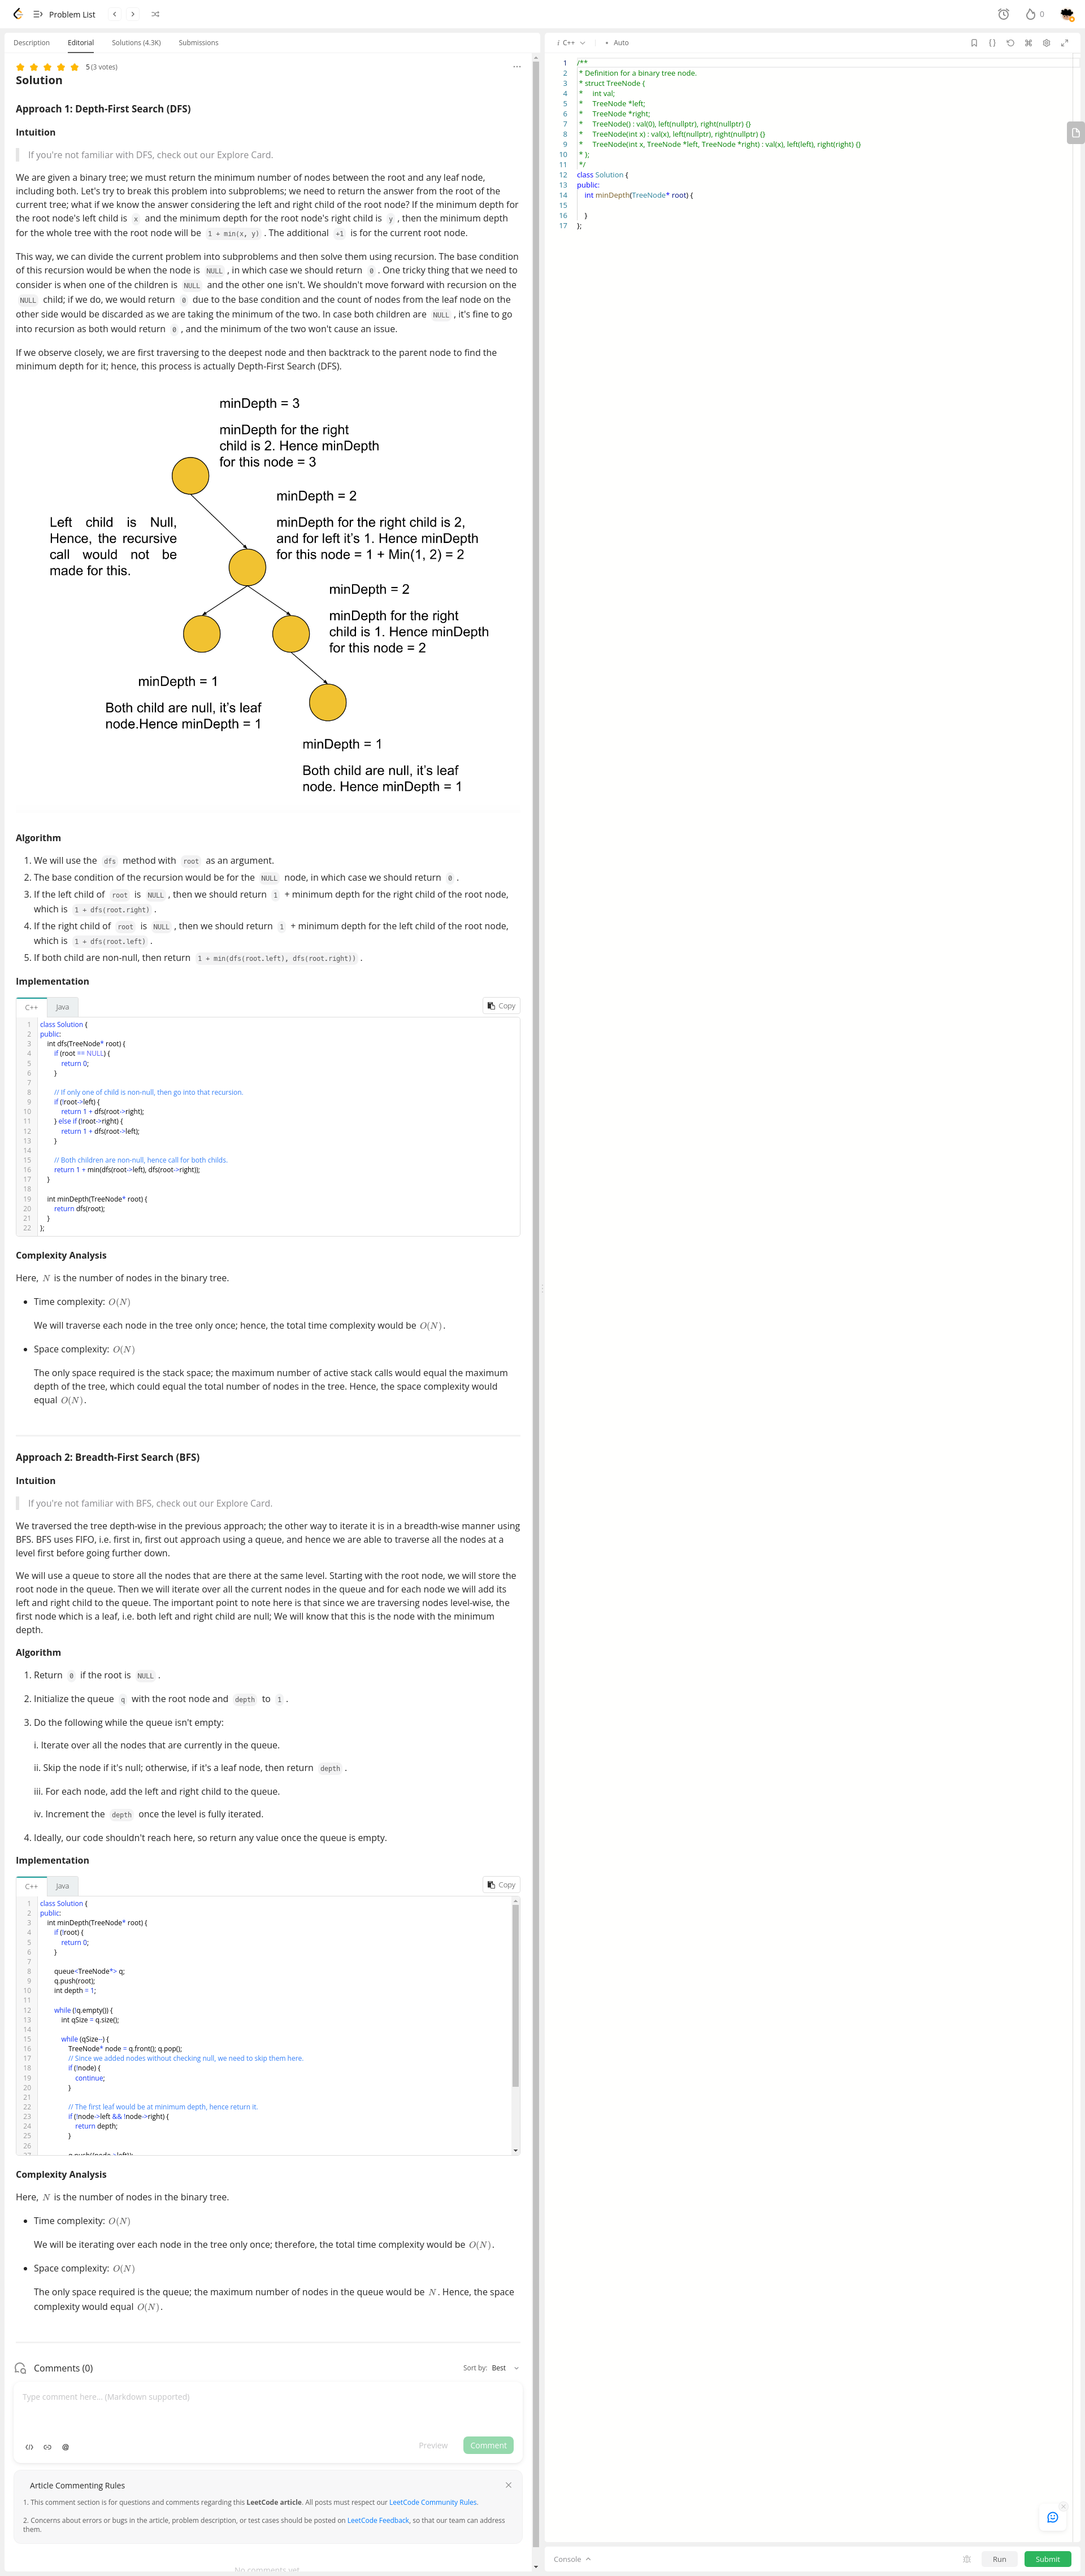 Problem List
0
Description
Editorial
Solutions (4.3K)
Submissions
5 (3 votes)
Solution
Approach 1: Depth-First Search (DFS)
Intuition
If you're not familiar with DFS, check out our Explore Card.
We are given a binary tree; we must return the minimum number of nodes between the root and any leaf node,
including both. Let's try to break this problem into subproblems; we need to return the answer from the root of the
current tree; what if we know the answer considering the left and right child of the root node? If the minimum depth for
the root node's left child is x and the minimum depth for the root node's right child is y, then the minimum depth
for the whole tree with the root node will be 1 + min(x, y). The additional +1 is for the current root node.
This way, we can divide the current problem into subproblems and then solve them using recursion. The base condition
of this recursion would be when the node is NULL, in which case we should return 0. One tricky thing that we need to
consider is when one of the children is NULL and the other one isn't. We shouldn't move forward with recursion on the
NULL child; if we do, we would return 0 due to the base condition and the count of nodes from the leaf node on the
other side would be discarded as we are taking the minimum of the two. In case both children are NULL, it's fine to go
into recursion as both would return 0, and the minimum of the two won't cause an issue.
If we observe closely, we are first traversing to the deepest node and then backtrack to the parent node to find the
minimum depth for it; hence, this process is actually Depth-First Search (DFS).
minDepth = 3
minDepth for the right
child is 2. Hence minDepth
for this node = 3
minDepth = 2
Left child is Null,
Hence, the recursive
call would not be
made for this.
minDepth for the right child is 2,
and for left it's 1. Hence minDepth
for this node = 1 + Min(1, 2) = 2
minDepth = 2
minDepth for the right
child is 1. Hence minDepth
for this node = 2
minDepth = 1
Both child are null, it's leaf
node.Hence minDepth = 1
minDepth = 1
Both child are null, it's leaf
node. Hence minDepth = 1
Algorithm
1. We will use the dfs method with root as an argument.
2. The base condition of the recursion would be for the NULL node, in which case we should return 0.
3. If the left child of root is NULL, then we should return 1 + minimum depth for the right child of the root node,
which is 1 + dfs(root.right).
4. If the right child of root is NULL, then we should return 1 + minimum depth for the left child of the root node,
which is 1 + dfs(root.left).
5. If both child are non-null, then return 1 + min(dfs(root.left), dfs(root.right)).
Implementation
C++
Java
Copy
1 class Solution {
2 public:
3 int dfs(TreeNode* root) {
4 if (root == NULL) {
5 return 0;
6 }
7
8 // If only one of child is non-null, then go into that recursion.
9 if (!root->left) {
10 return 1 + dfs(root->right);
11 } else if (!root->right) {
12 return 1 + dfs(root->left);
13 }
14
15 // Both children are non-null, hence call for both childs.
16 return 1 + min(dfs(root->left), dfs(root->right));
17 }
18
19 int minDepth(TreeNode* root) {
20 return dfs(root);
21 }
22 };
Complexity Analysis
Here, N is the number of nodes in the binary tree.
• Time complexity: O(N)
We will traverse each node in the tree only once; hence, the total time complexity would be O(N).
• Space complexity: O(N)
The only space required is the stack space; the maximum number of active stack calls would equal the maximum
depth of the tree, which could equal the total number of nodes in the tree. Hence, the space complexity would
equal O(N).
Approach 2: Breadth-First Search (BFS)
Intuition
If you're not familiar with BFS, check out our Explore Card.
We traversed the tree depth-wise in the previous approach; the other way to iterate it is in a breadth-wise manner using
BFS. BFS uses FIFO, i.e. first in, first out approach using a queue, and hence we are able to traverse all the nodes at a
level first before going further down.
We will use a queue to store all the nodes that are there at the same level. Starting with the root node, we will store the
root node in the queue. Then we will iterate over all the current nodes in the queue and for each node we will add its
left and right child to the queue. The important point to note here is that since we are traversing nodes level-wise, the
first node which is a leaf, i.e. both left and right child are null; We will know that this is the node with the minimum
depth.
Algorithm
1. Return 0 if the root is NULL.
2. Initialize the queue q with the root node and depth to 1.
3. Do the following while the queue isn't empty:
i. Iterate over all the nodes that are currently in the queue.
ii. Skip the node if it's null; otherwise, if it's a leaf node, then return depth.
iii. For each node, add the left and right child to the queue.
iv. Increment the depth once the level is fully iterated.
4. Ideally, our code shouldn't reach here, so return any value once the queue is empty.
Implementation
C++
Java
Copy
1 class Solution {
2 public:
3 int minDepth(TreeNode* root) {
4 if (!root) {
5 return 0;
6 }
7
8 queue<TreeNode*> q;
9 q.push(root);
10 int depth = 1;
11
12 while (!q.empty()) {
13 int qSize = q.size();
14
15 while (qSize--) {
16 TreeNode* node = q.front(); q.pop();
17 // Since we added nodes without checking null, we need to skip them here.
18 if (!node) {
19 continue;
20 }
21
22 // The first leaf would be at minimum depth, hence return it.
23 if (!node->left && !node->right) {
24 return depth;
25 }
26
Complexity Analysis
Here, N is the number of nodes in the binary tree.
• Time complexity: O(N)
We will be iterating over each node in the tree only once; therefore, the total time complexity would be O(N).
• Space complexity: O(N)
The only space required is the queue; the maximum number of nodes in the queue would be N. Hence, the space
complexity would equal O(N).
Comments (0)
Sort by: Best
Type comment here... (Markdown supported)
Preview
Comment
Article Commenting Rules
1. This comment section is for questions and comments regarding this LeetCode article. All posts must respect our LeetCode Community Rules.
2. Concerns about errors or bugs in the article, problem description, or test cases should be posted on LeetCode Feedback, so that our team can address
them.
No comments yet.
i C++
• Auto
1 /**
2 * Definition for a binary tree node.
3 * struct TreeNode {
4 * int val;
5 * TreeNode *left;
6 * TreeNode *right;
7 * TreeNode() : val(0), left(nullptr), right(nullptr) {}
8 * TreeNode(int x) : val(x), left(nullptr), right(nullptr) {}
9 * TreeNode(int x, TreeNode *left, TreeNode *right) : val(x), left(left), right(right) {}
10 * };
11 */
12 class Solution {
13 public:
14 int minDepth(TreeNode* root) {
15
16 }
17 };
Console
Run
Submit